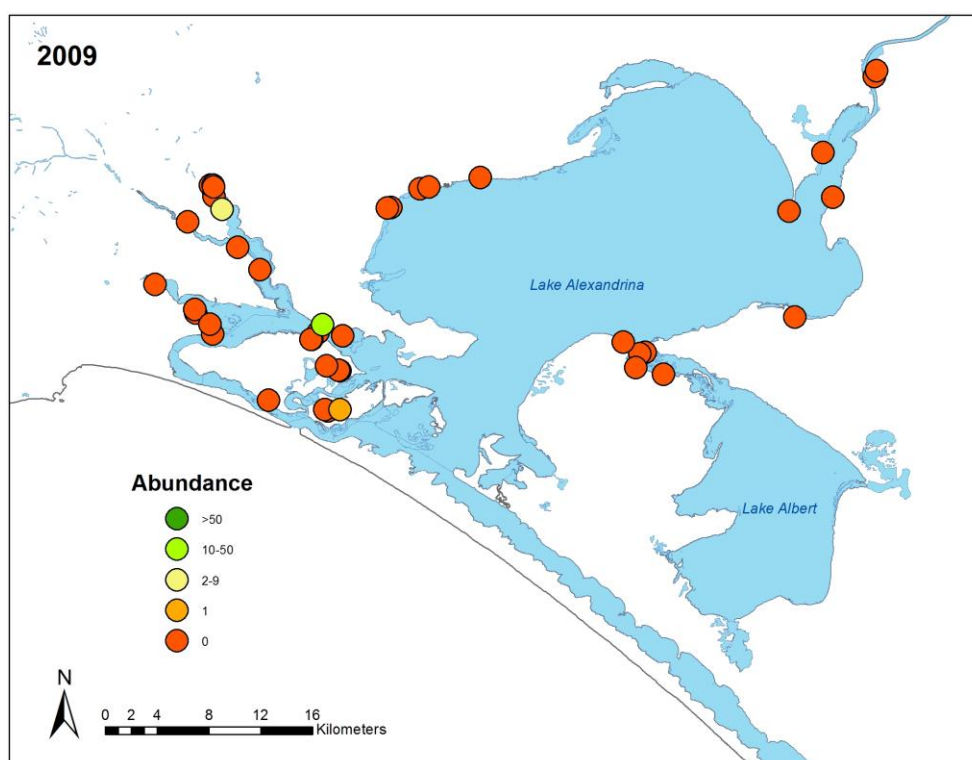 2009
Lake Alexandrina
Lake Albert
Abundance
>50
10-50
2-9
1
0
N
0 2 4 8 12 16
Kilometers